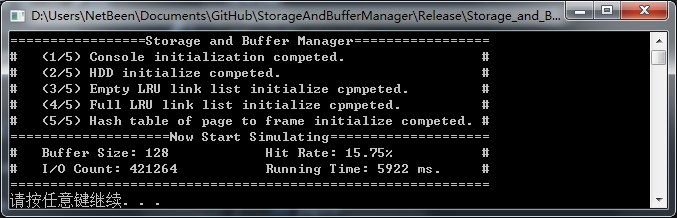 D:\Users\NetBeen\Documents\GitHub\StorageAndBufferManager\Release\Storage_and_B...
=================Storage and Buffer Manager=================
# (1/5) Console initialization competed. #
# (2/5) HDD initialize competed. #
# (3/5) Empty LRU link list initialize cpmpeted. #
# (4/5) Full LRU link list initialize cpmpeted. #
# (5/5) Hash table of page to frame initialize competed. #
====================Now Start Simulating====================
# Buffer Size: 128 Hit Rate: 15.75% #
# I/O Count: 421264 Running Time: 5922 ms. #
============================================================
请按任意键继续. . .